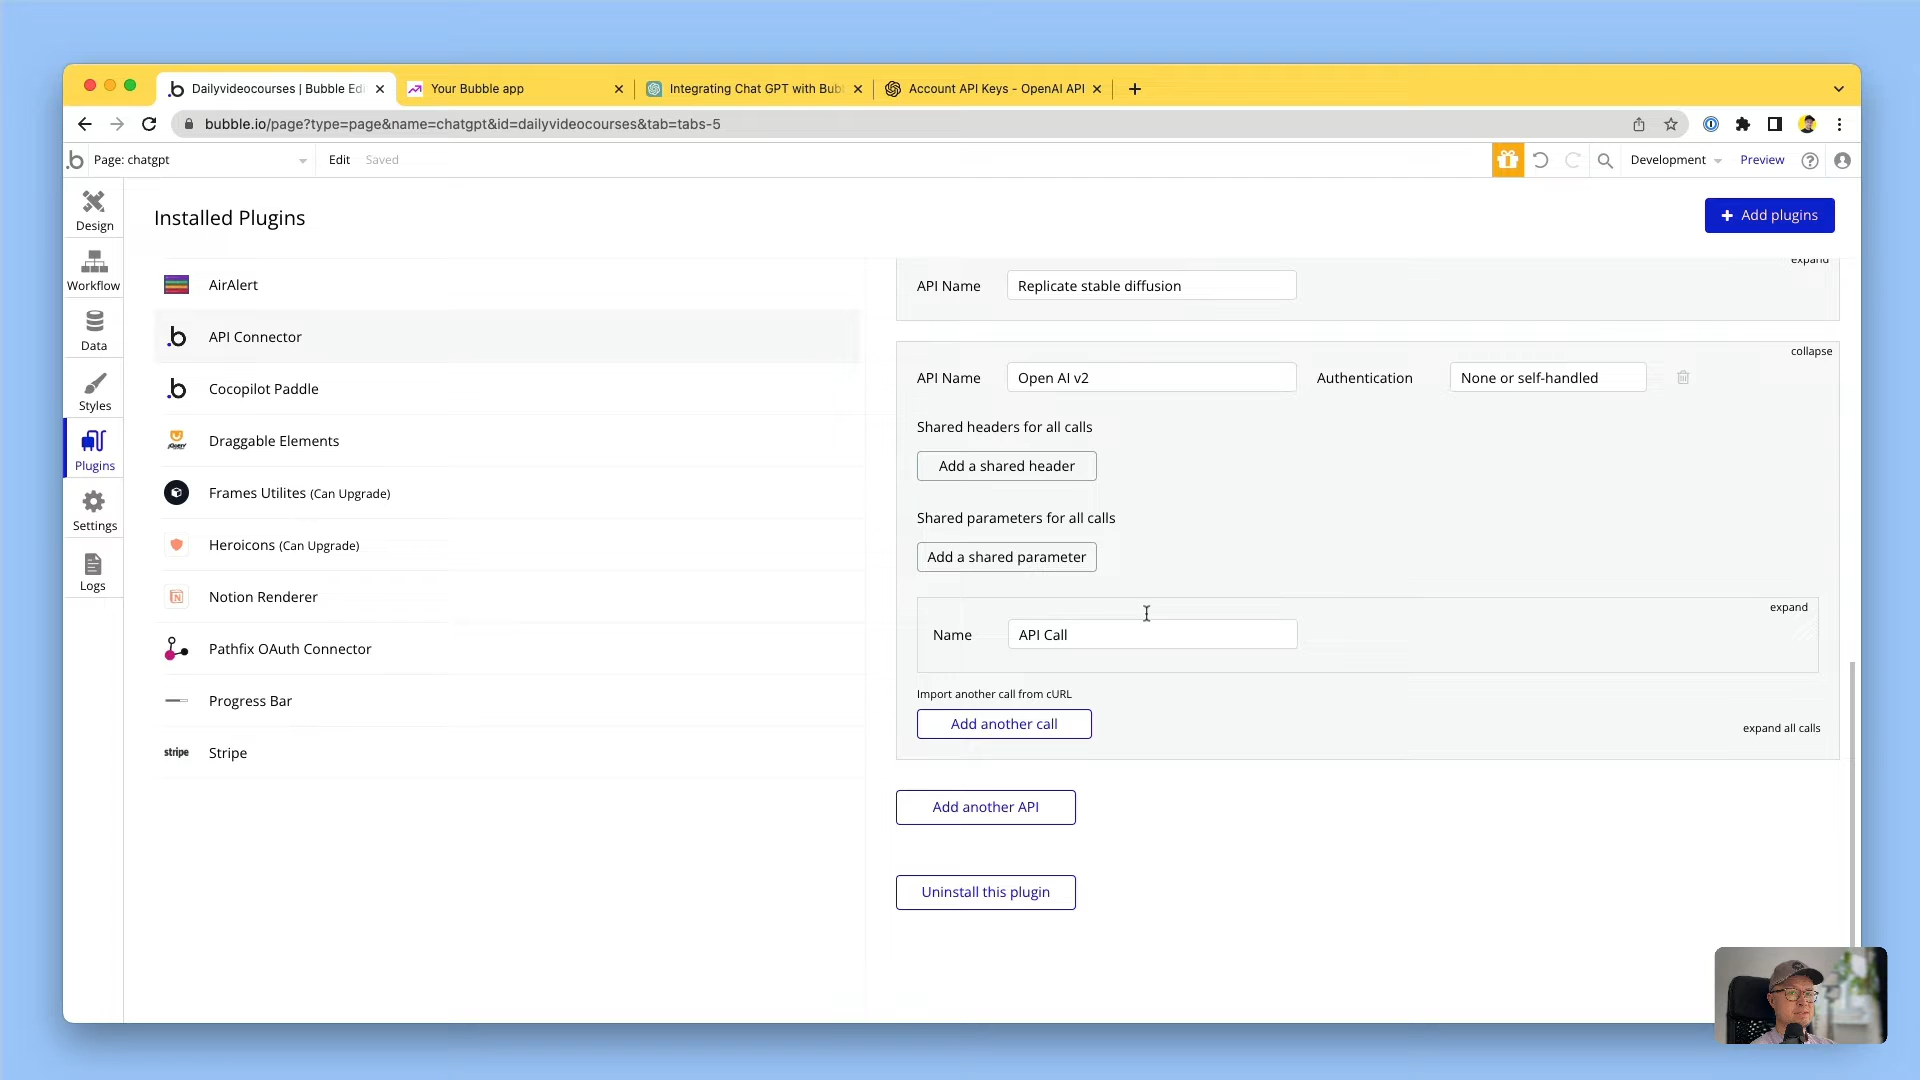 Dailyvideocourses | Bubble Ed
Your Bubble app
Integrating Chat GPT with Bub
Account API Keys - OpenAI API
bubble.io/page?type=page&name=chatgpt&id=dailyvideocourses&tab=tabs-5
Page: chatgpt
Edit
Saved
Development
Preview
Design
Workflow
Data
Styles
Plugins
Settings
Logs
Installed Plugins
Add plugins
AirAlert
API Connector
Cocopilot Paddle
Draggable Elements
Frames Utilites (Can Upgrade)
Heroicons (Can Upgrade)
Notion Renderer
Pathfix OAuth Connector
Progress Bar
stripe
Stripe
expand
API Name
Replicate stable diffusion
collapse
API Name
Open AI v2
Authentication
None or self-handled
Shared headers for all calls
Add a shared header
Shared parameters for all calls
Add a shared parameter
expand
Name
API Call
Import another call from cURL
Add another call
expand all calls
Add another API
Uninstall this plugin